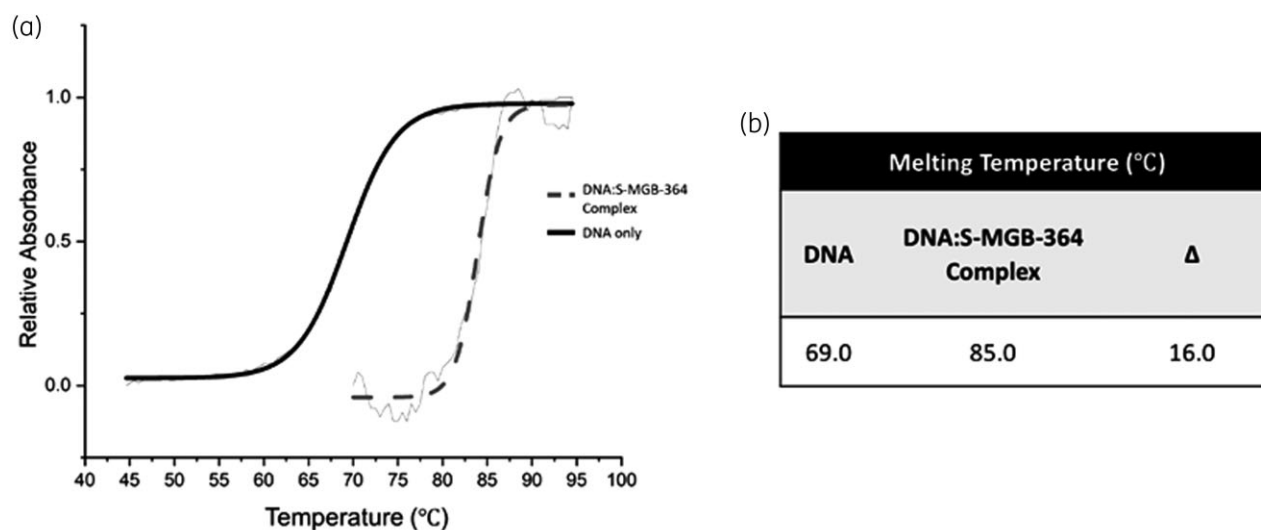 (a)
Relative Absorbance
1.0
0.5
0.0
40 45 50 55 60 65 70 75 80 85 90 95 100
Temperature (°C)
DNA:S-MGB-364
Complex
DNA only
(b)
Melting Temperature (°C)
DNA DNA:S-MGB-364 Complex Δ
69.0 85.0 16.0